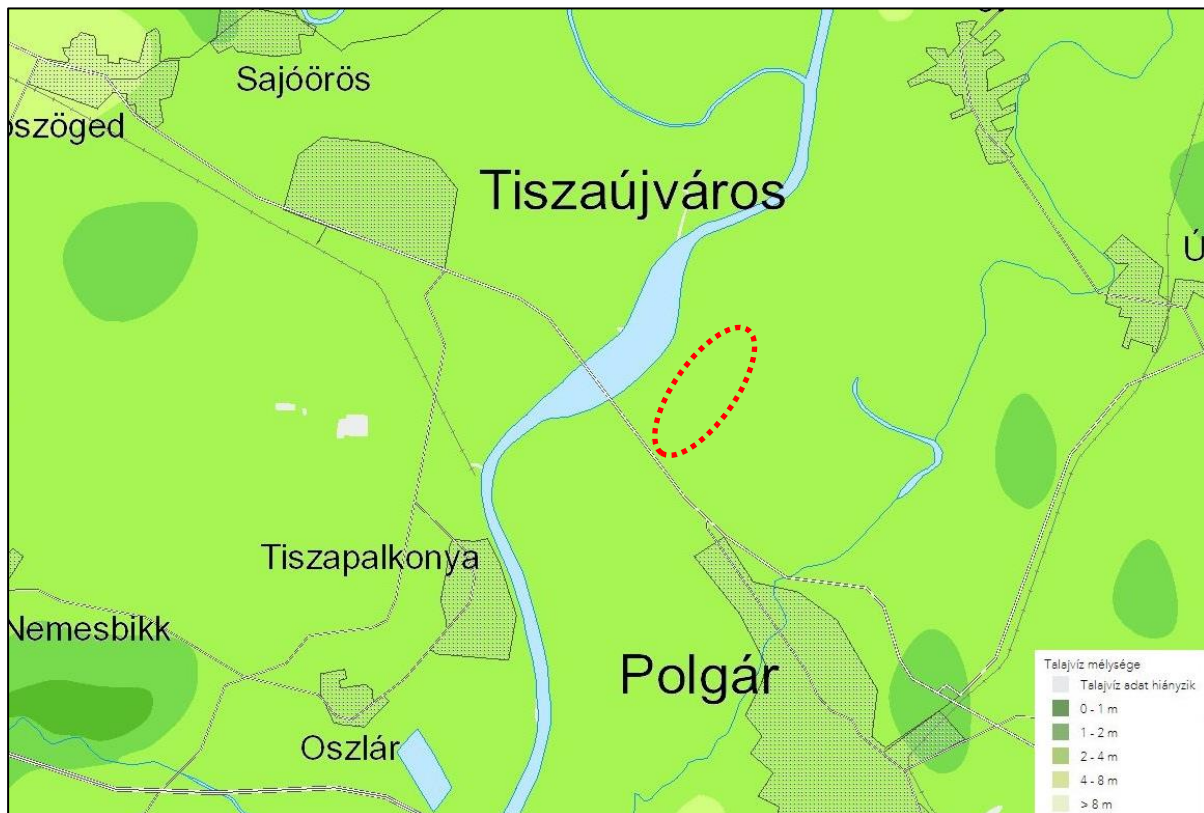 Sajóörös
öszöged
Tiszaújváros
Ú
Tiszapalkonya
Nemesbikk
Polgár
Oszlár
Talajvíz mélysége
Talajvíz adat hiányzik
0 - 1 m
1 - 2 m
2 - 4 m
4 - 8 m
> 8 m